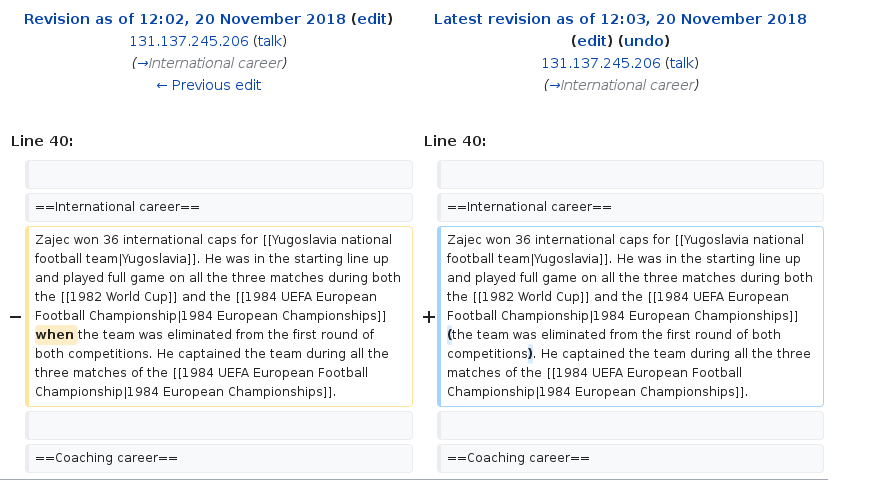 Revision as of 12:02, 20 November 2018 (edit)
131.137.245.206 (talk)
(→International career)
← Previous edit
Latest revision as of 12:03, 20 November 2018
(edit) (undo)
131.137.245.206 (talk)
(→International career)
Line 40:
Line 40:
==International career==
==International career==
−
Zajec won 36 international caps for [[Yugoslavia national
football team|Yugoslavia]]. He was in the starting line up
and played full game on all the three matches during both
the [[1982 World Cup]] and the [[1984 UEFA European
Football Championship|1984 European Championships]]
when the team was eliminated from the first round of
both competitions. He captained the team during all the
three matches of the [[1984 UEFA European Football
Championship|1984 European Championships]].
+
Zajec won 36 international caps for [[Yugoslavia national
football team|Yugoslavia]]. He was in the starting line up
and played full game on all the three matches during both
the [[1982 World Cup]] and the [[1984 UEFA European
Football Championship|1984 European Championships]]
(the team was eliminated from the first round of both
competitions). He captained the team during all the three
matches of the [[1984 UEFA European Football
Championship|1984 European Championships]].
==Coaching career==
==Coaching career==